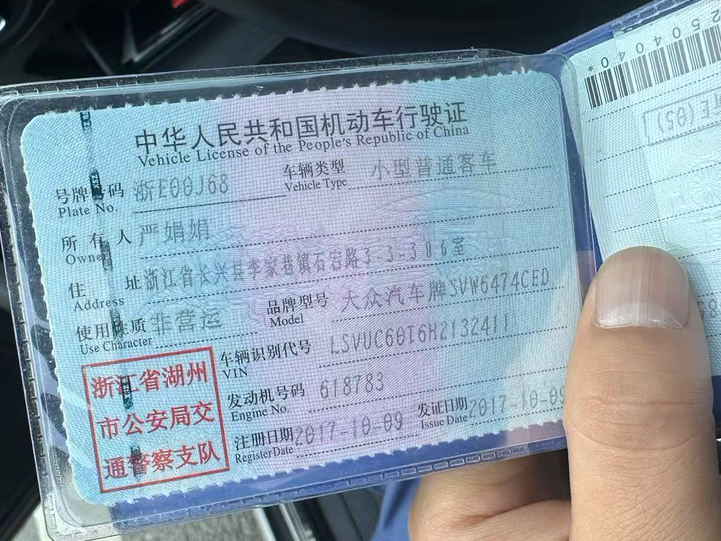 中华人民共和国机动车行驶证
Vehicle License of the People's Republic of China
号牌号码 浙E00J68 车辆类型 小型普通客车
Plate No. Vehicle Type
所有人 严娟娟
Owner
住址 浙江省长兴县李家巷镇石宕路3-3-306室
Address
使用性质 非营运 品牌型号 大众汽车牌SVW6474CED
Use Character Model
车辆识别代号 LSVUC60T6H2132411
VIN
发动机号码 618783
Engine No.
注册日期 2017-10-09 发证日期 2017-10-09
Register Date Issue Date
浙江省湖州
市公安局交
通警察支队
2504040*